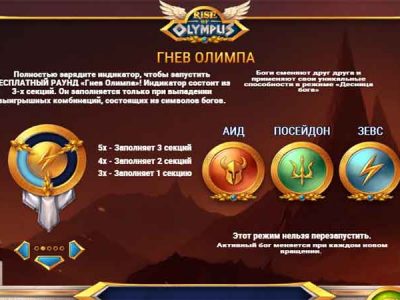 RISE
OF
OLYMPUS
ГНЕВ ОЛИМПА
Полностью зарядите индикатор, чтобы запустить
БЕСПЛАТНЫЙ РАУНД «Гнев Олимпа»! Индикатор состоит из
3-х секций. Он заполняется только при выпадении
выигрышных комбинаций, состоящих из символов богов.
Боги сменяют друг друга и
применяют свои уникальные
способности в режиме «Десница
бога»
5x - Заполняет 3 секций
4x - Заполняет 2 секций
3x - Заполняет 1 секцию
АИД
ПОСЕЙДОН
ЗЕВС
Этот режим нельзя перезапустить.
Активный бог меняется при каждом новом
вращении.